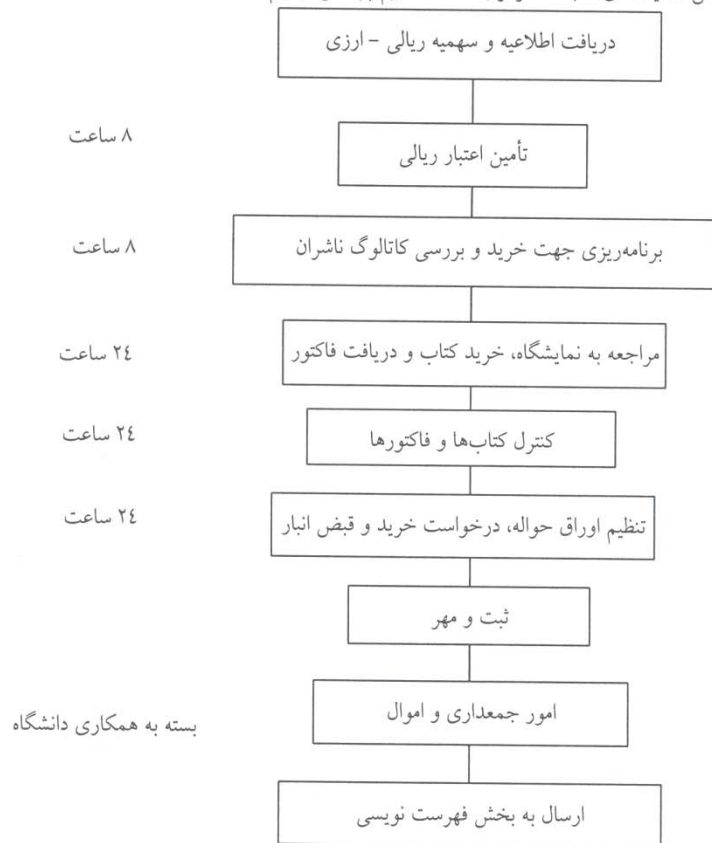 دریافت اطلاعیه و سهمیه ریالی – ارزی
تأمین اعتبار ریالی
۸ ساعت
برنامه‌ریزی جهت خرید و بررسی کاتالوگ ناشران
۸ ساعت
مراجعه به نمایشگاه، خرید کتاب و دریافت فاکتور
۲٤ ساعت
کنترل کتاب‌ها و فاکتورها
۲٤ ساعت
تنظیم اوراق حواله، درخواست خرید و قبض انبار
۲٤ ساعت
ثبت و مهر
امور جمعداری و اموال
بسته به همکاری دانشگاه
ارسال به بخش فهرست نویسی